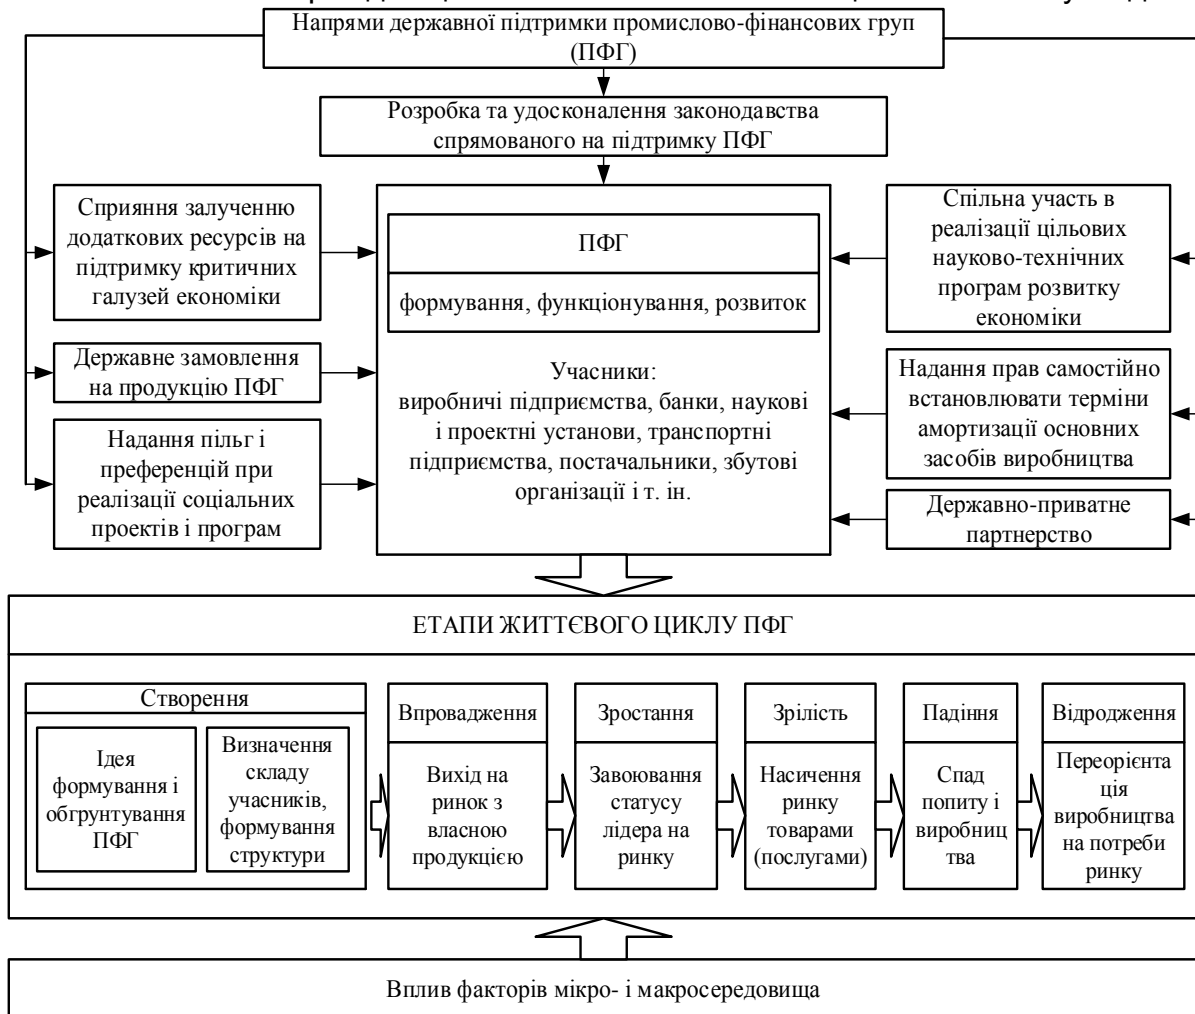 Напрями державної підтримки промислово-фінансових груп
(ПФГ)
Розробка та удосконалення законодавства
спрямованого на підтримку ПФГ
Сприяння залученню
додаткових ресурсів на
підтримку критичних
галузей економіки
Державне замовлення
на продукцію ПФГ
Надання пільг і
преференцій при
реалізації соціальних
проектів і програм
ПФГ
формування, функціонування, розвиток
Учасники:
виробничі підприємства, банки, наукові
і проектні установи, транспортні
підприємства, постачальники, збутові
організації і т. ін.
Спільна участь в
реалізації цільових
науково-технічних
програм розвитку
економіки
Надання прав самостійно
встановлювати терміни
амортизації основних
засобів виробництва
Державно-приватне
партнерство
ЕТАПИ ЖИТТЄВОГО ЦИКЛУ ПФГ
Створення
Ідея
формування і
обгрунтування
ПФГ
Визначення
складу
учасників,
формування
структури
Впровадження
Вихід на
ринок з
власною
продукцією
Зростання
Завоювання
статусу
лідера на
ринку
Зрілість
Насичення
ринку
товарами
(послугами)
Падіння
Спад
попиту і
виробниц
тва
Відродження
Переорієнта
ція
виробництва
на потреби
ринку
Вплив факторів мікро- і макросередовища